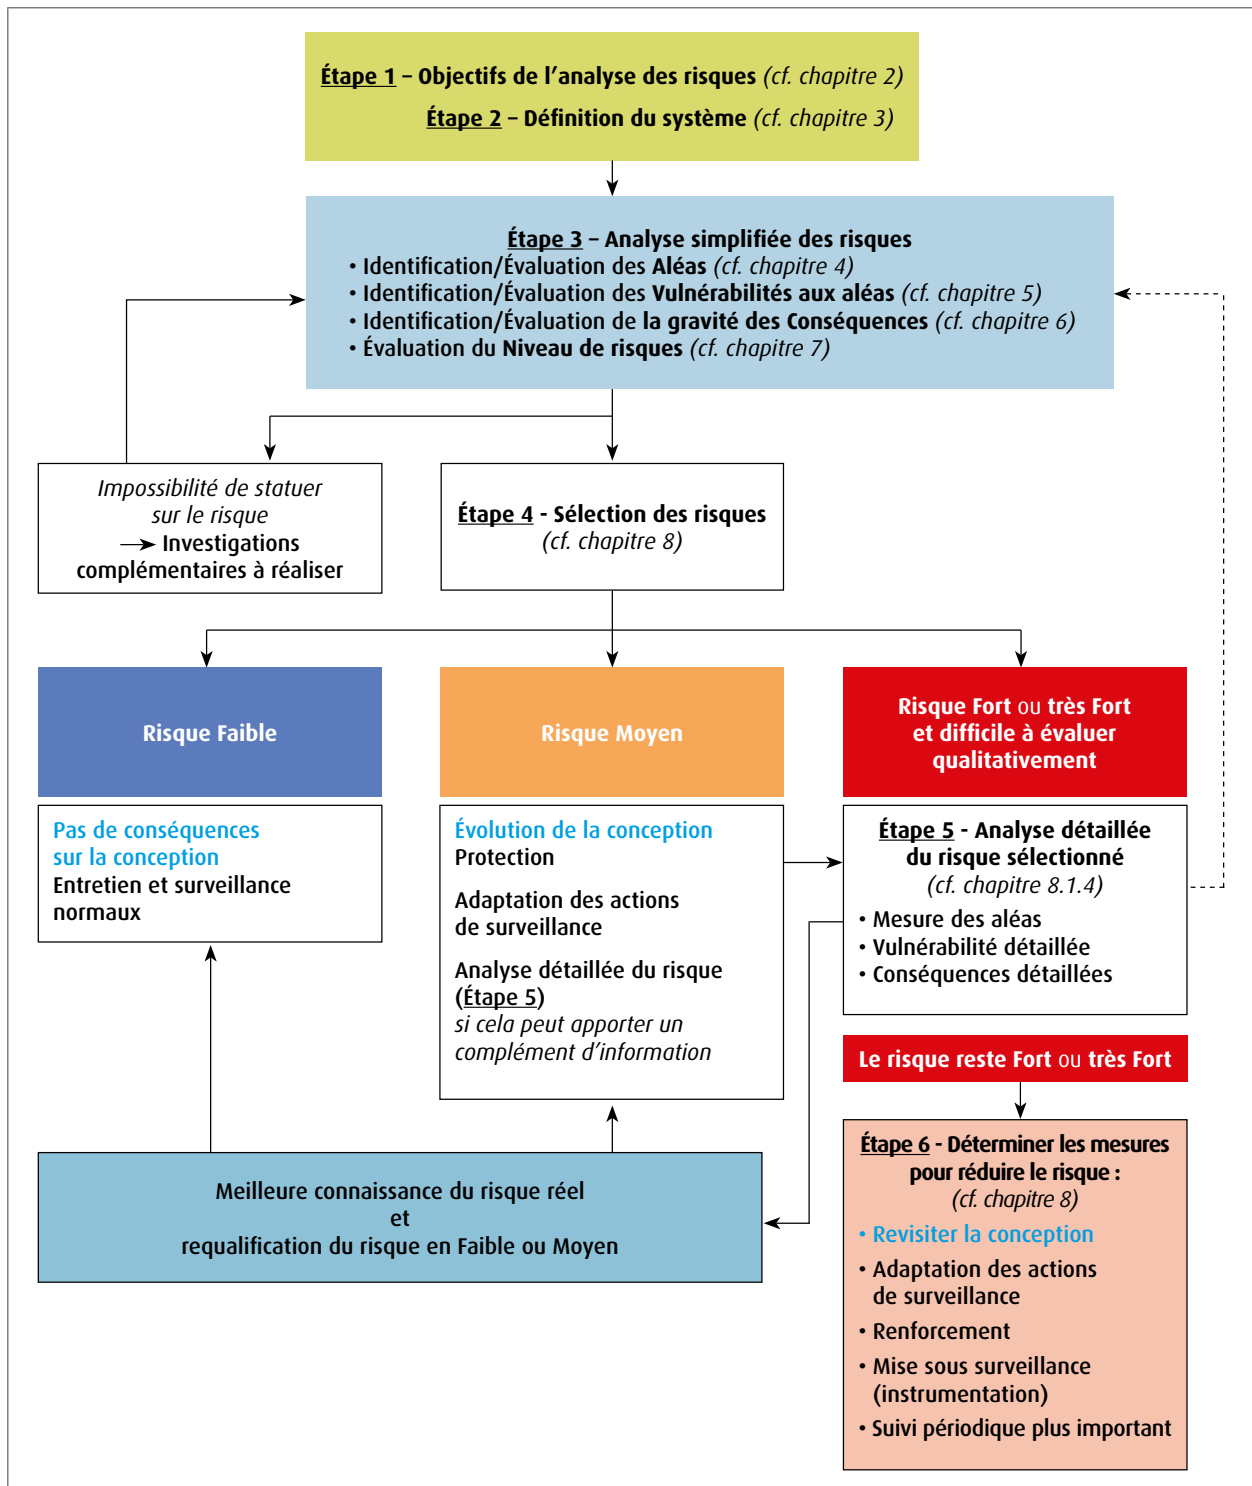 Étape 1 – Objectifs de l’analyse des risques (cf. chapitre 2)
Étape 2 – Définition du système (cf. chapitre 3)
Étape 3 – Analyse simplifiée des risques
• Identification/Évaluation des Aléas (cf. chapitre 4)
• Identification/Évaluation des Vulnérabilités aux aléas (cf. chapitre 5)
• Identification/Évaluation de la gravité des Conséquences (cf. chapitre 6)
• Évaluation du Niveau de risques (cf. chapitre 7)
Impossibilité de statuer
sur le risque
→ Investigations
complémentaires à réaliser
Étape 4 - Sélection des risques
(cf. chapitre 8)
Risque Faible
Risque Moyen
Risque Fort ou très Fort
et difficile à évaluer
qualitativement
Pas de conséquences
sur la conception
Entretien et surveillance
normaux
Évolution de la conception
Protection
Adaptation des actions
de surveillance
Analyse détaillée du risque
(Étape 5)
si cela peut apporter un
complément d’information
Étape 5 - Analyse détaillée
du risque sélectionné
(cf. chapitre 8.1.4)
• Mesure des aléas
• Vulnérabilité détaillée
• Conséquences détaillées
Le risque reste Fort ou très Fort
Étape 6 - Déterminer les mesures
pour réduire le risque :
(cf. chapitre 8)
• Revisiter la conception
• Adaptation des actions
de surveillance
• Renforcement
• Mise sous surveillance
(instrumentation)
• Suivi périodique plus important
Meilleure connaissance du risque réel
et
requalification du risque en Faible ou Moyen